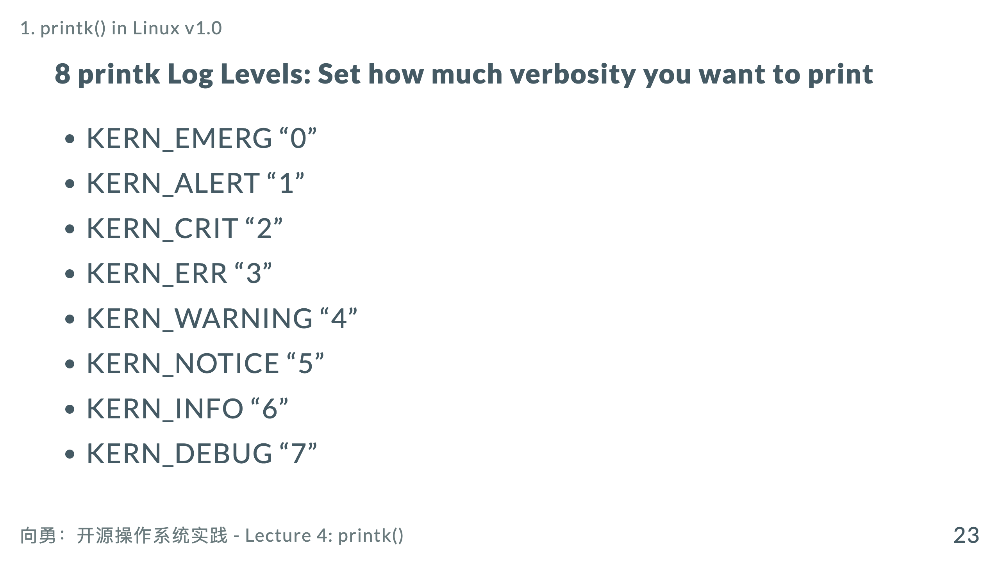 1. printk() in Linux v1.0
8 printk Log Levels: Set how much verbosity you want to print
• KERN_EMERG “0”
• KERN_ALERT “1”
• KERN_CRIT “2”
• KERN_ERR “3”
• KERN_WARNING “4”
• KERN_NOTICE “5”
• KERN_INFO “6”
• KERN_DEBUG “7”
向勇：开源操作系统实践 - Lecture 4: printk()
23